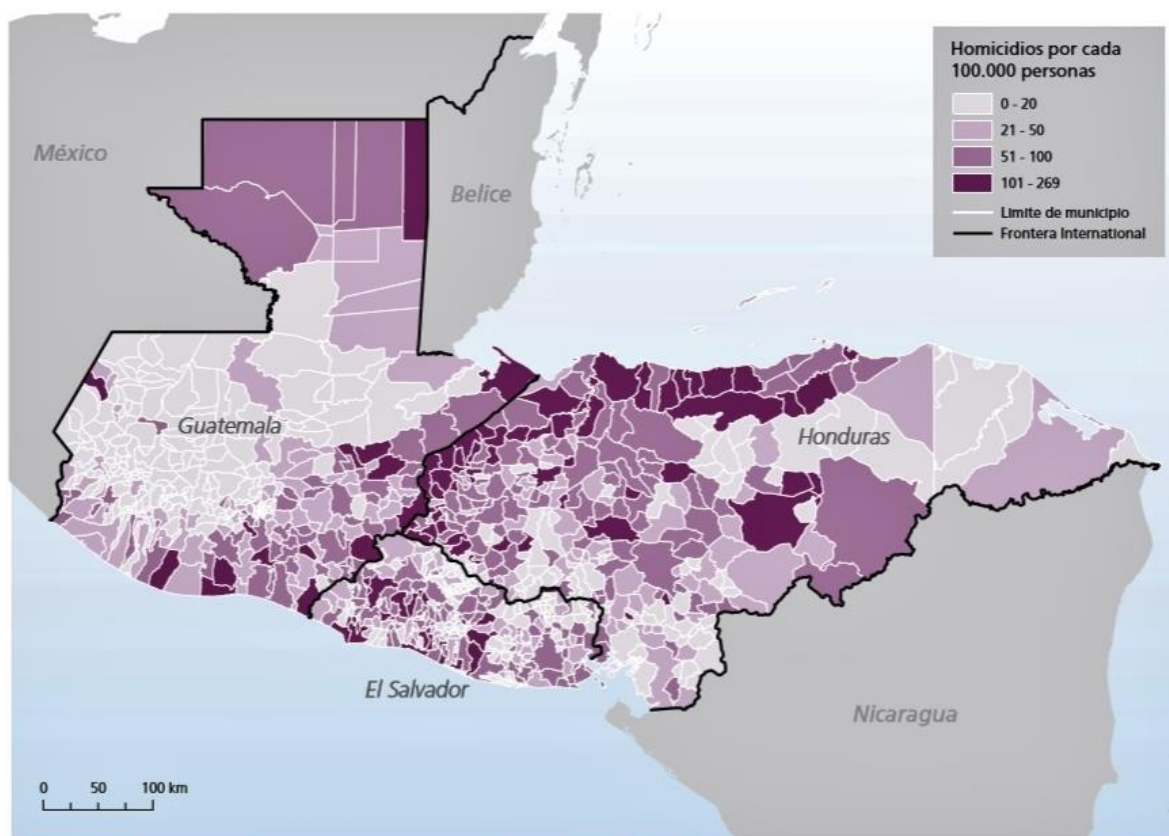 Homicidios por cada
100.000 personas
0 - 20
21 - 50
51 - 100
101 - 269
Limite de municipio
Frontera International
México
Belice
Guatemala
Honduras
El Salvador
Nicaragua
0 50 100 km